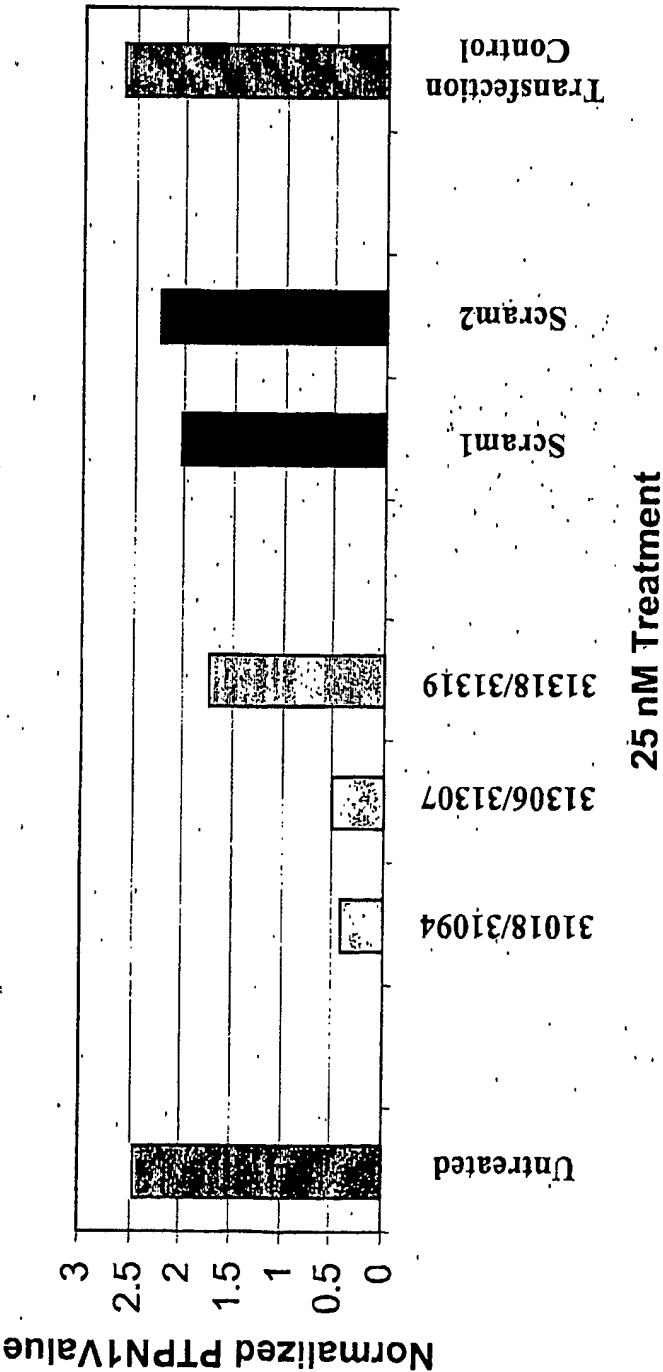 Normalized PTPN1Value
3
2.5
2
1.5
1
0.5
0
Untreated
31018/31094
31306/31307
31318/31319
Scram1
Scram2
Transfection
Control
25 nM Treatment